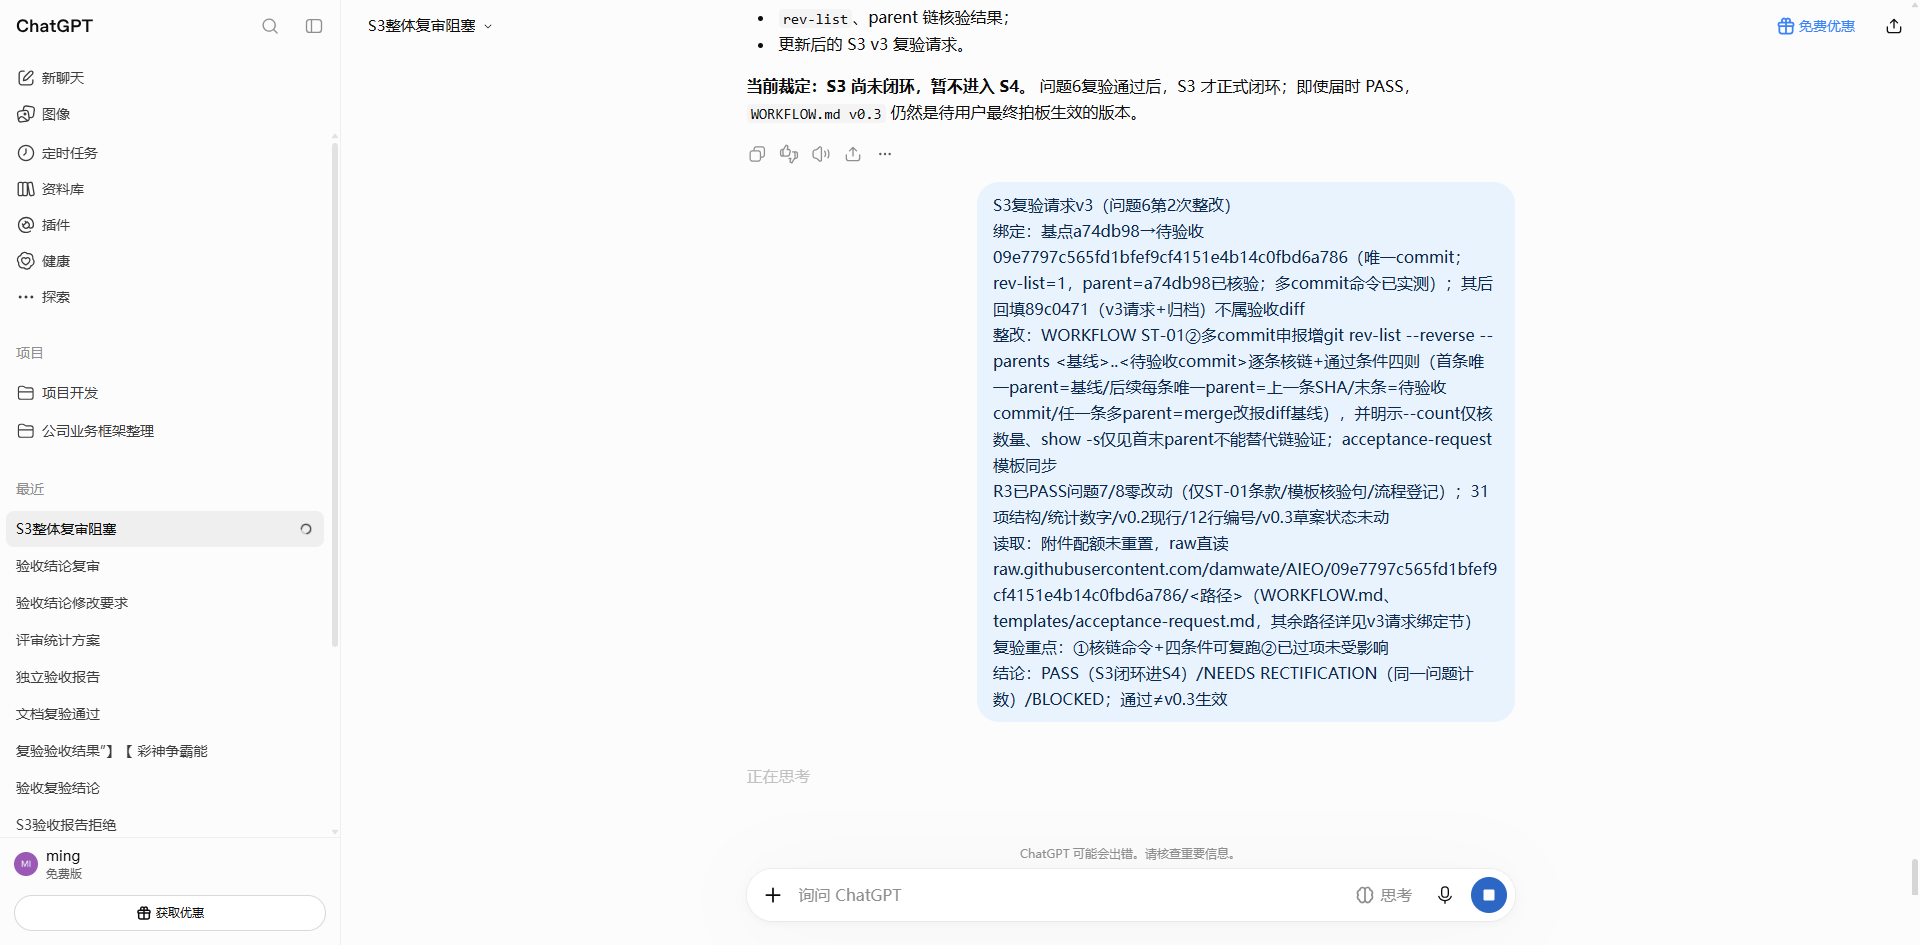 ChatGPT
新聊天
图像
定时任务
资料库
插件
健康
探索
项目
项目开发
公司业务框架整理
最近
S3整体复审阻塞
验收结论复审
验收结论修改要求
评审统计方案
独立验收报告
文档复验通过
复验验收结果”】【 彩神争霸能
验收复验结论
S3验收报告拒绝
MI
ming
免费版
获取优惠
S3整体复审阻塞
免费优惠
rev-list、parent 链核验结果；
更新后的 S3 v3 复验请求。
当前裁定：S3 尚未闭环，暂不进入 S4。 问题6复验通过后，S3 才正式闭环；即使届时 PASS，
WORKFLOW.md v0.3 仍然是待用户最终拍板生效的版本。
S3复验请求v3（问题6第2次整改）
绑定：基点a74db98→待验收
09e7797c565fd1bfef9cf4151e4b14c0fbd6a786（唯一commit；
rev-list=1，parent=a74db98已核验；多commit命令已实测）；其后
回填89c0471（v3请求+归档）不属验收diff
整改：WORKFLOW ST-01②多commit申报增git rev-list --reverse --
parents <基线>..<待验收commit>逐条核链+通过条件四则（首条唯
一parent=基线/后续每条唯一parent=上一条SHA/末条=待验收
commit/任一条多parent=merge改报diff基线），并明示--count仅核
数量、show -s仅见首末parent不能替代链验证；acceptance-request
模板同步
R3已PASS问题7/8零改动（仅ST-01条款/模板核验句/流程登记）；31
项结构/统计数字/v0.2现行/12行编号/v0.3草案状态未动
读取：附件配额未重置，raw直读
raw.githubusercontent.com/damwate/AIEO/09e7797c565fd1bfef9
cf4151e4b14c0fbd6a786/<路径>（WORKFLOW.md、
templates/acceptance-request.md，其余路径详见v3请求绑定节）
复验重点：①核链命令+四条件可复跑②已过项未受影响
结论：PASS（S3闭环进S4）/NEEDS RECTIFICATION（同一问题计
数）/BLOCKED；通过≠v0.3生效
正在思考
ChatGPT 可能会出错。请核查重要信息。
询问 ChatGPT
思考